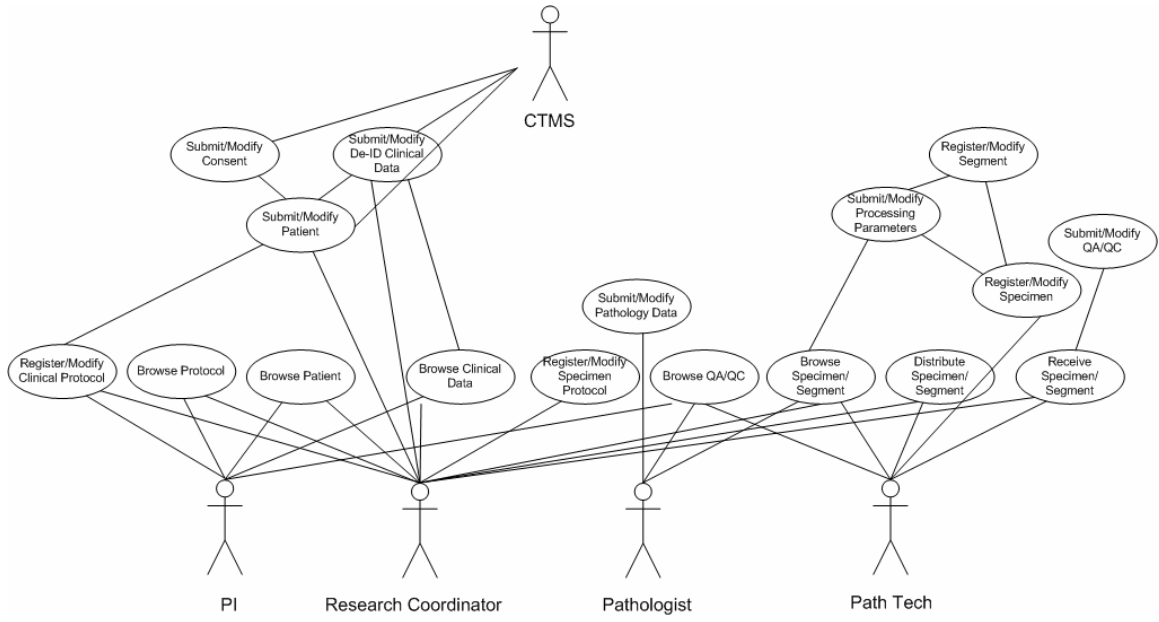 CTMS
Submit/Modify
Consent
Submit/Modify
De-ID Clinical
Data
Register/Modify
Segment
Submit/Modify
Patient
Submit/Modify
Processing
Parameters
Submit/Modify
QA/QC
Register/Modify
Specimen
Submit/Modify
Pathology Data
Register/Modify
Clinical Protocol
Browse Protocol
Browse Patient
Browse Clinical
Data
Register/Modify
Specimen
Protocol
Browse QA/QC
Browse
Specimen/
Segment
Distribute
Specimen/
Segment
Receive
Specimen/
Segment
PI
Research Coordinator
Pathologist
Path Tech